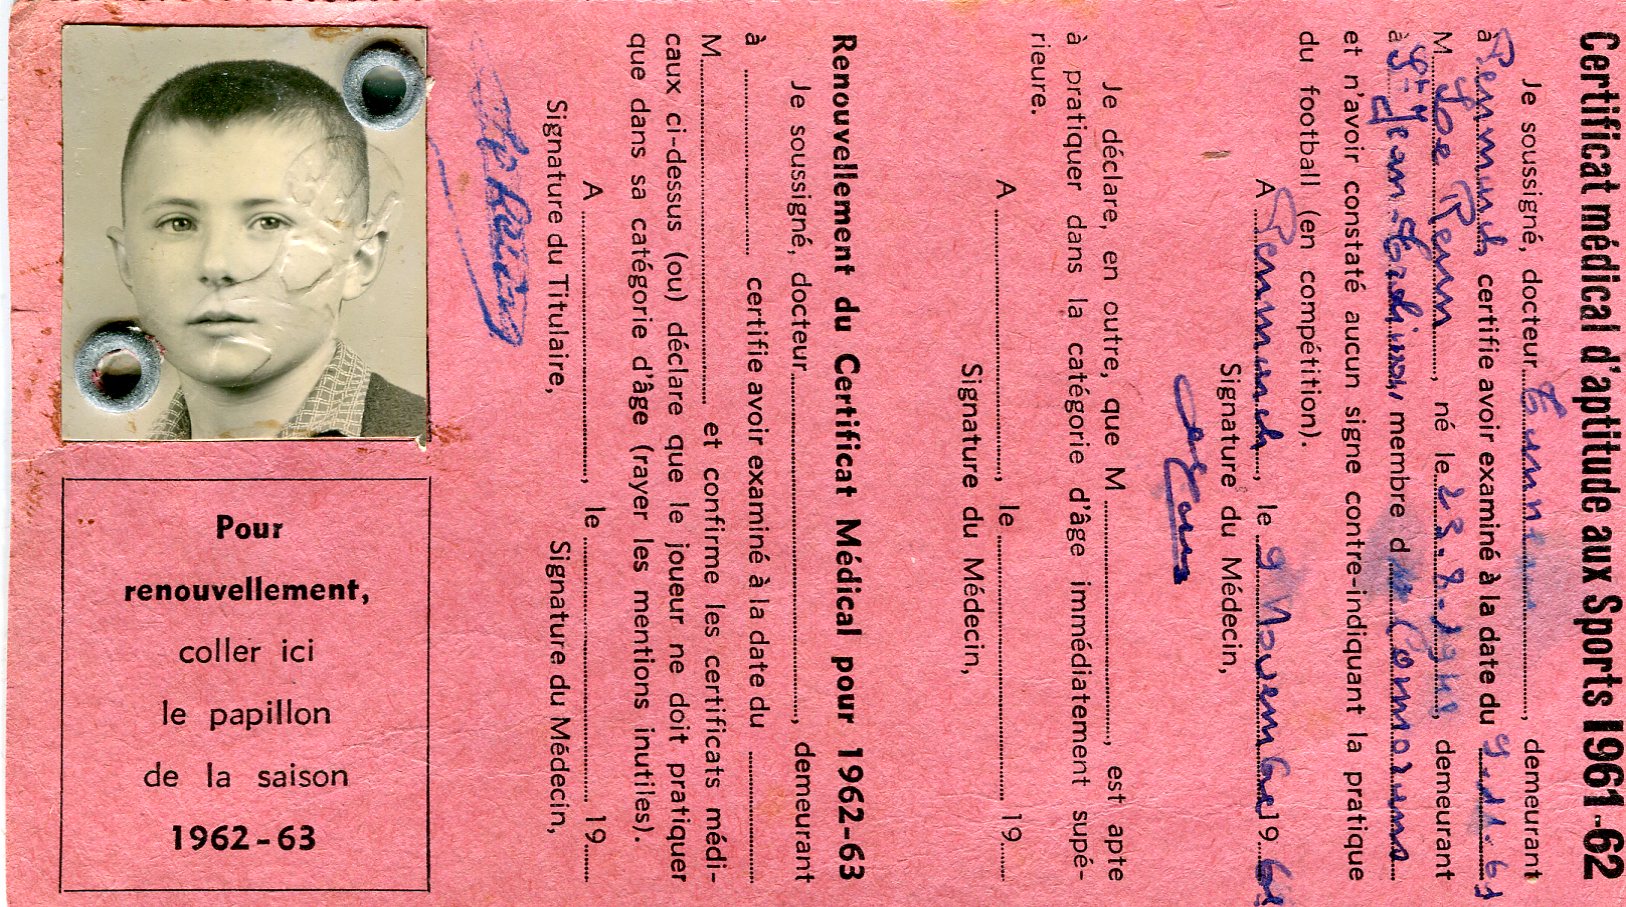 Certificat médical d'aptitude aux Sports 1961-62
Je soussigné, docteur, demeurant
à, certifie avoir examiné à la date du 9.11.61
M, né le, demeurant
à St Jean, membre d
et n'avoir constaté aucun signe contre-indiquant la pratique
du football (en compétition).
A, le 9 Novembre 19 61
Signature du Médecin,
Je déclare, en outre, que M, est apte
à pratiquer dans la catégorie d'âge immédiatement supé-
rieure.
A, le 19
Signature du Médecin,
Renouvellement du Certificat Médical pour 1962-63
Je soussigné, docteur, demeurant
à certifie avoir examiné à la date du
M et confirme les certificats médi-
caux ci-dessus (ou) déclare que le joueur ne doit pratiquer
que dans sa catégorie d'âge (rayer les mentions inutiles).
A, le 19
Signature du Titulaire, Signature du Médecin,
Pour
renouvellement,
coller ici
le papillon
de la saison
1962-63